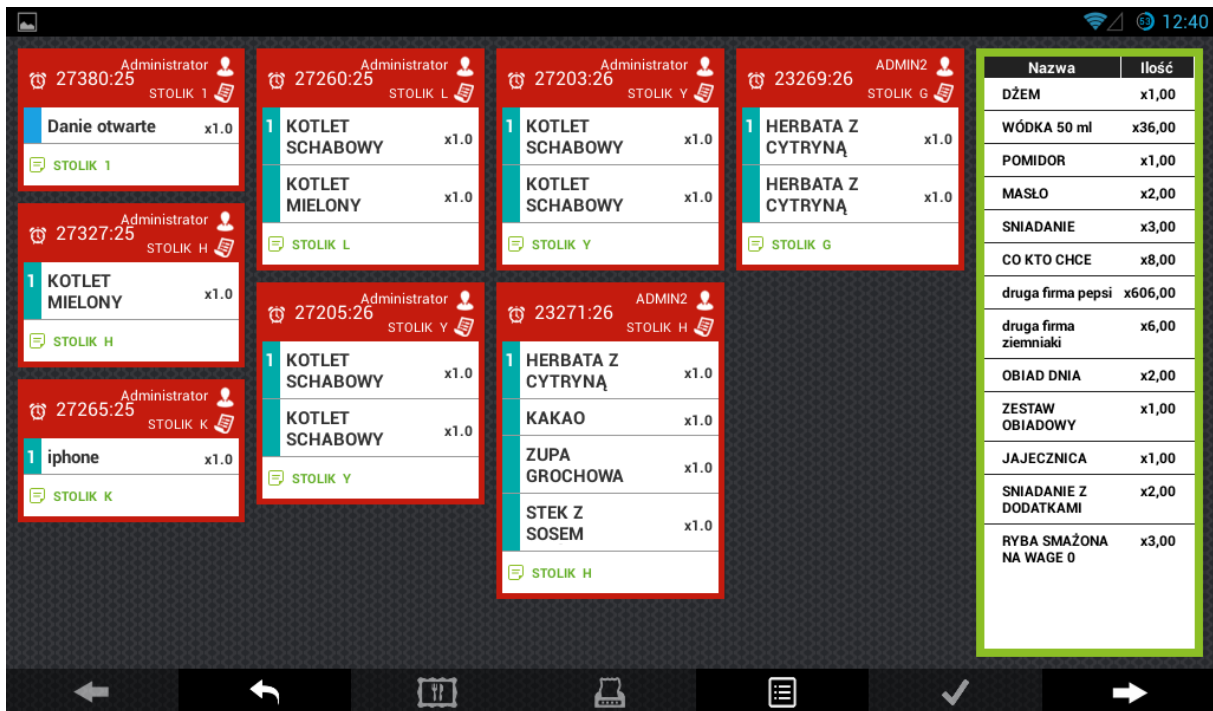 53 12:40
Administrator
27380:25
STOLIK 1
Danie otwarte x1.0
STOLIK 1
Administrator
27327:25
STOLIK H
1 KOTLET
MIELONY x1.0
STOLIK H
Administrator
27265:25
STOLIK K
1 iphone x1.0
STOLIK K
Administrator
27260:25
STOLIK L
1 KOTLET
SCHABOWY x1.0
KOTLET
MIELONY x1.0
STOLIK L
Administrator
27205:26
STOLIK Y
1 KOTLET
SCHABOWY x1.0
KOTLET
SCHABOWY x1.0
STOLIK Y
Administrator
27203:26
STOLIK Y
1 KOTLET
SCHABOWY x1.0
KOTLET
SCHABOWY x1.0
STOLIK Y
ADMIN2
23271:26
STOLIK H
1 HERBATA Z
CYTRYNĄ x1.0
KAKAO x1.0
ZUPA
GROCHOWA x1.0
STEK Z
SOSEM x1.0
STOLIK H
ADMIN2
23269:26
STOLIK G
1 HERBATA Z
CYTRYNĄ x1.0
HERBATA Z
CYTRYNĄ x1.0
STOLIK G
Nazwa Ilość
DŻEM x1,00
WÓDKA 50 ml x36,00
POMIDOR x1,00
MASŁO x2,00
SNIADANIE x3,00
CO KTO CHCE x8,00
druga firma pepsi x606,00
druga firma x6,00
ziemniaki
OBIAD DNIA x2,00
ZESTAW x1,00
OBIADOWY
JAJECZNICA x1,00
SNIADANIE Z x2,00
DODATKAMI
RYBA SMAŻONA x3,00
NA WAGE 0